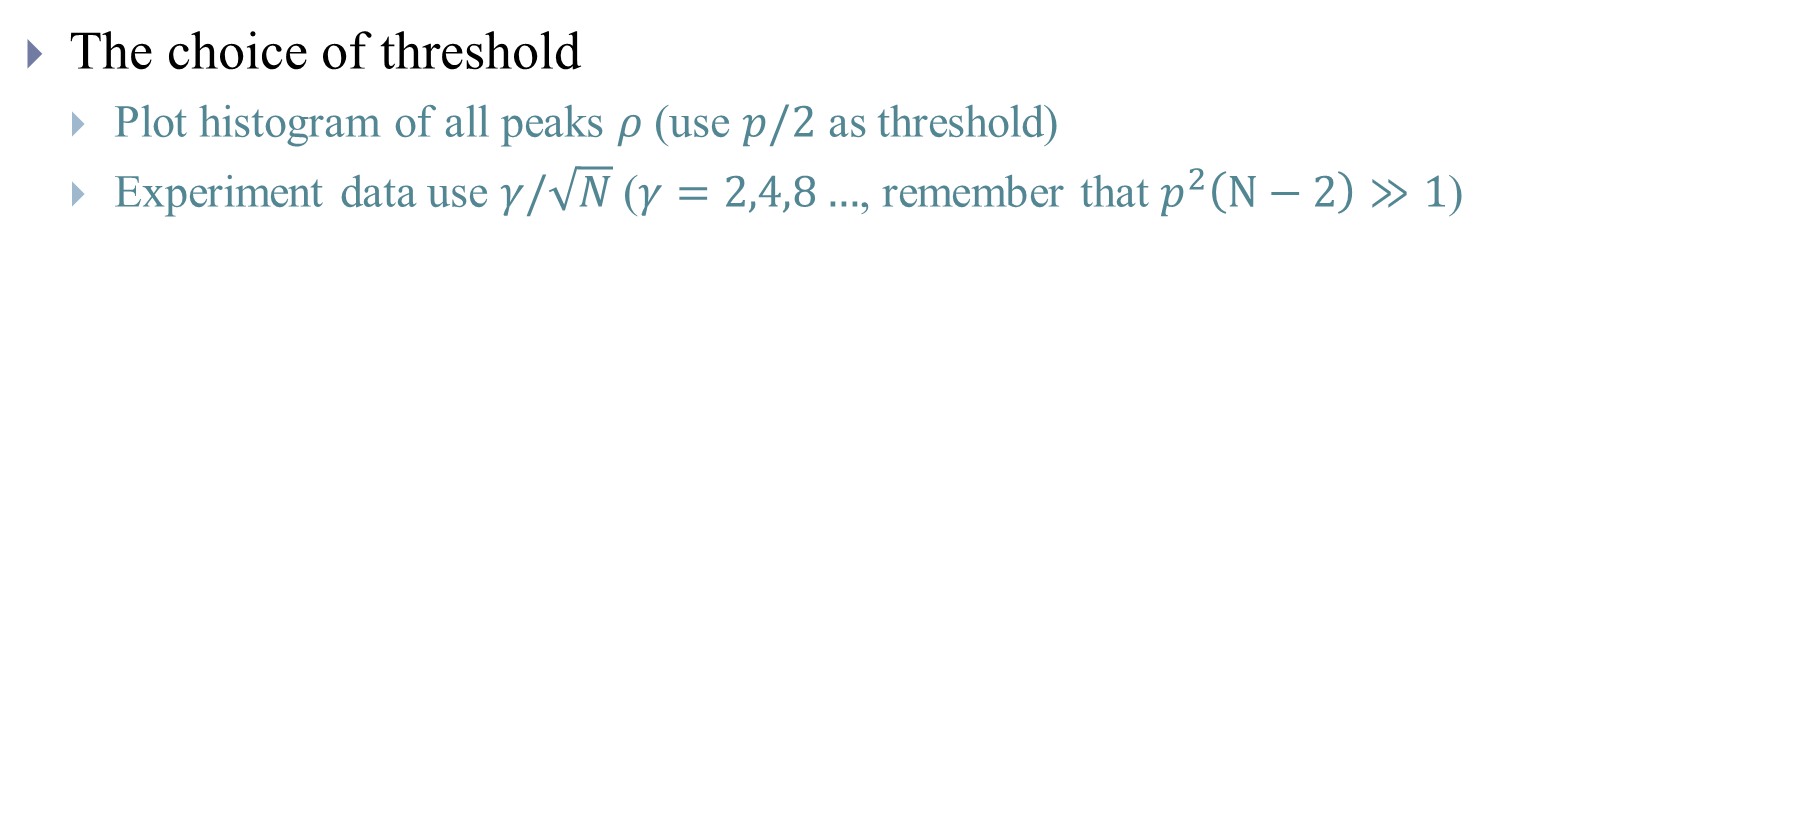 The choice of threshold
Plot histogram of all peaks ρ (use p/2 as threshold)
Experiment data use γ/√N (γ = 2,4,8 …, remember that p²(N − 2) ≫ 1)